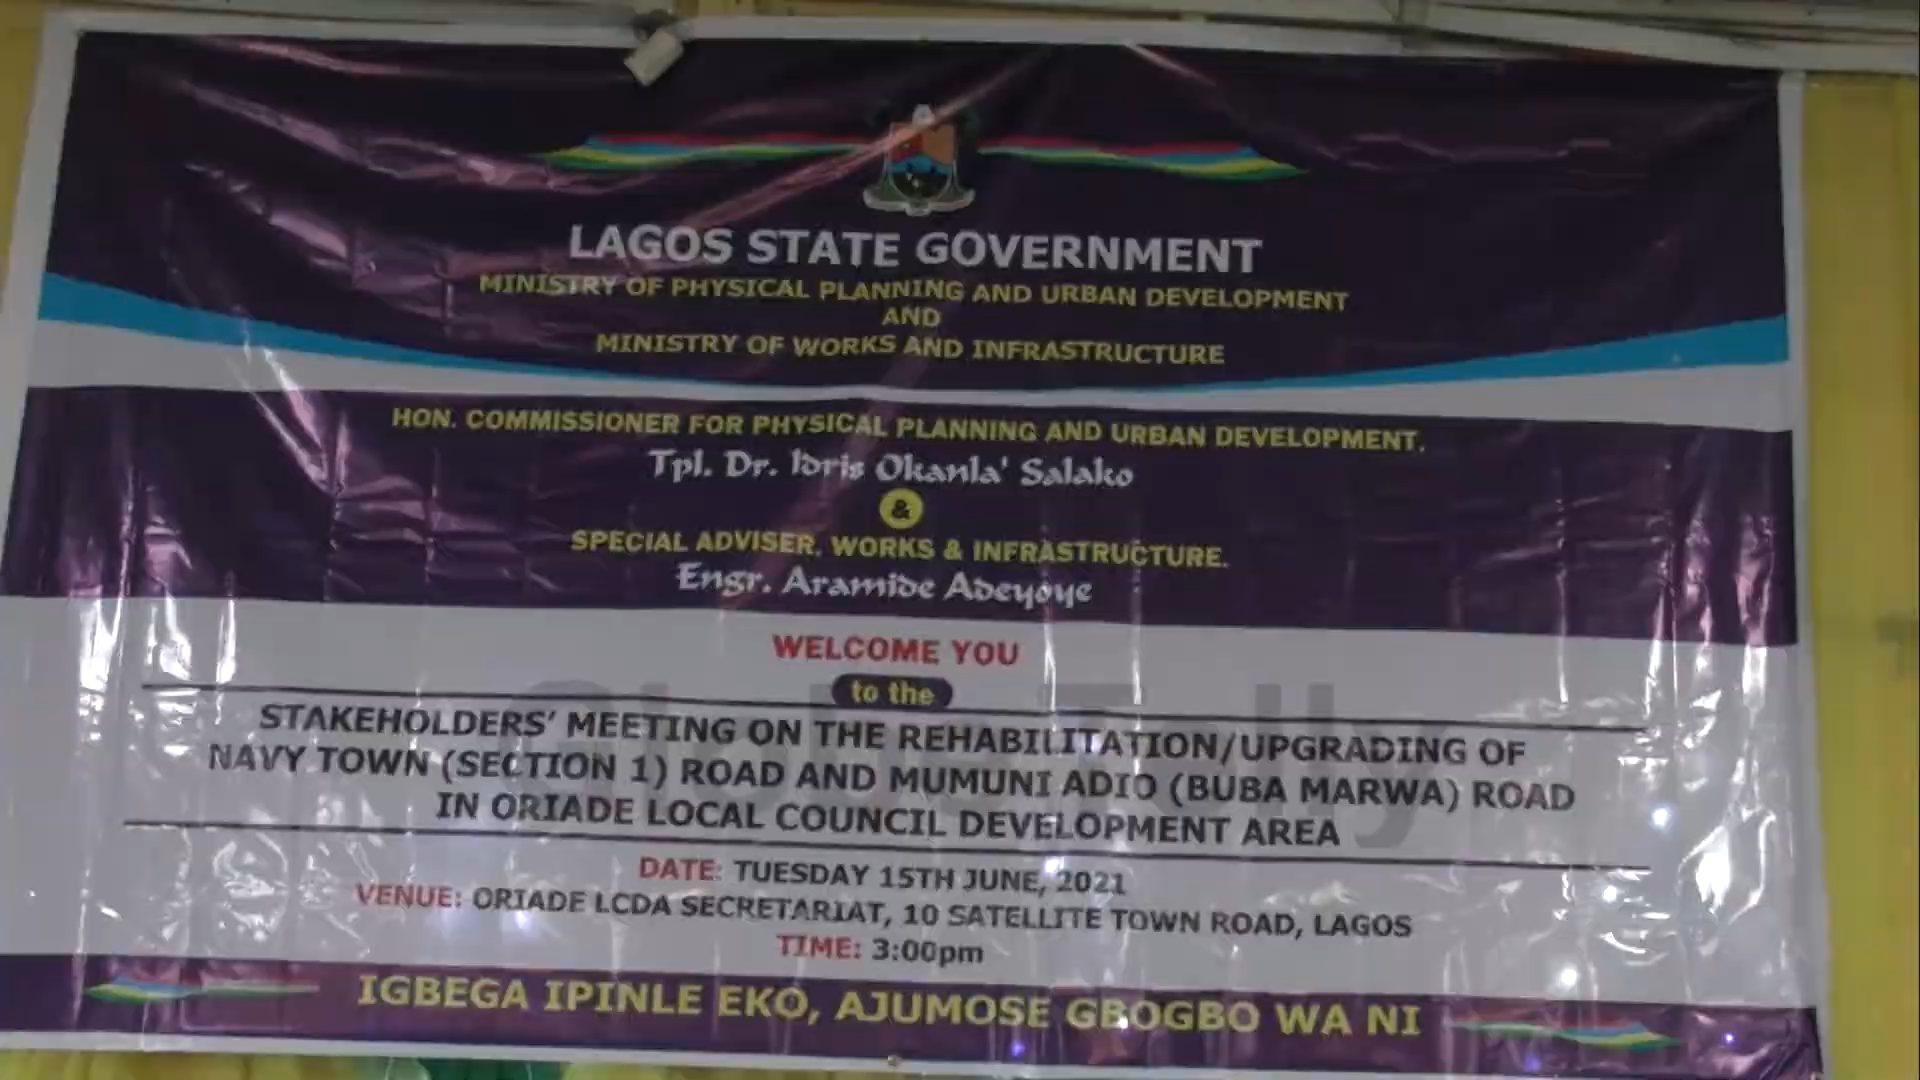 LAGOS STATE GOVERNMENT
MINISTRY OF PHYSICAL PLANNING AND URBAN DEVELOPMENT
AND
MINISTRY OF WORKS AND INFRASTRUCTURE
HON. COMMISSIONER FOR PHYSICAL PLANNING AND URBAN DEVELOPMENT.
Tpl. Dr. Idris Okanla' Salako
&
SPECIAL ADVISER, WORKS & INFRASTRUCTURE.
Engr. Aramide Adeyoye
WELCOME YOU
to the
STAKEHOLDERS' MEETING ON THE REHABILITATION/UPGRADING OF
NAVY TOWN (SECTION 1) ROAD AND MUMUNI ADIO (BUBA MARWA) ROAD
IN ORIADE LOCAL COUNCIL DEVELOPMENT AREA
DATE: TUESDAY 15TH JUNE, 2021
VENUE: ORIADE LCDA SECRETARIAT, 10 SATELLITE TOWN ROAD, LAGOS
TIME: 3:00pm
IGBEGA IPINLE EKO, AJUMOSE GBOGBO WA NI